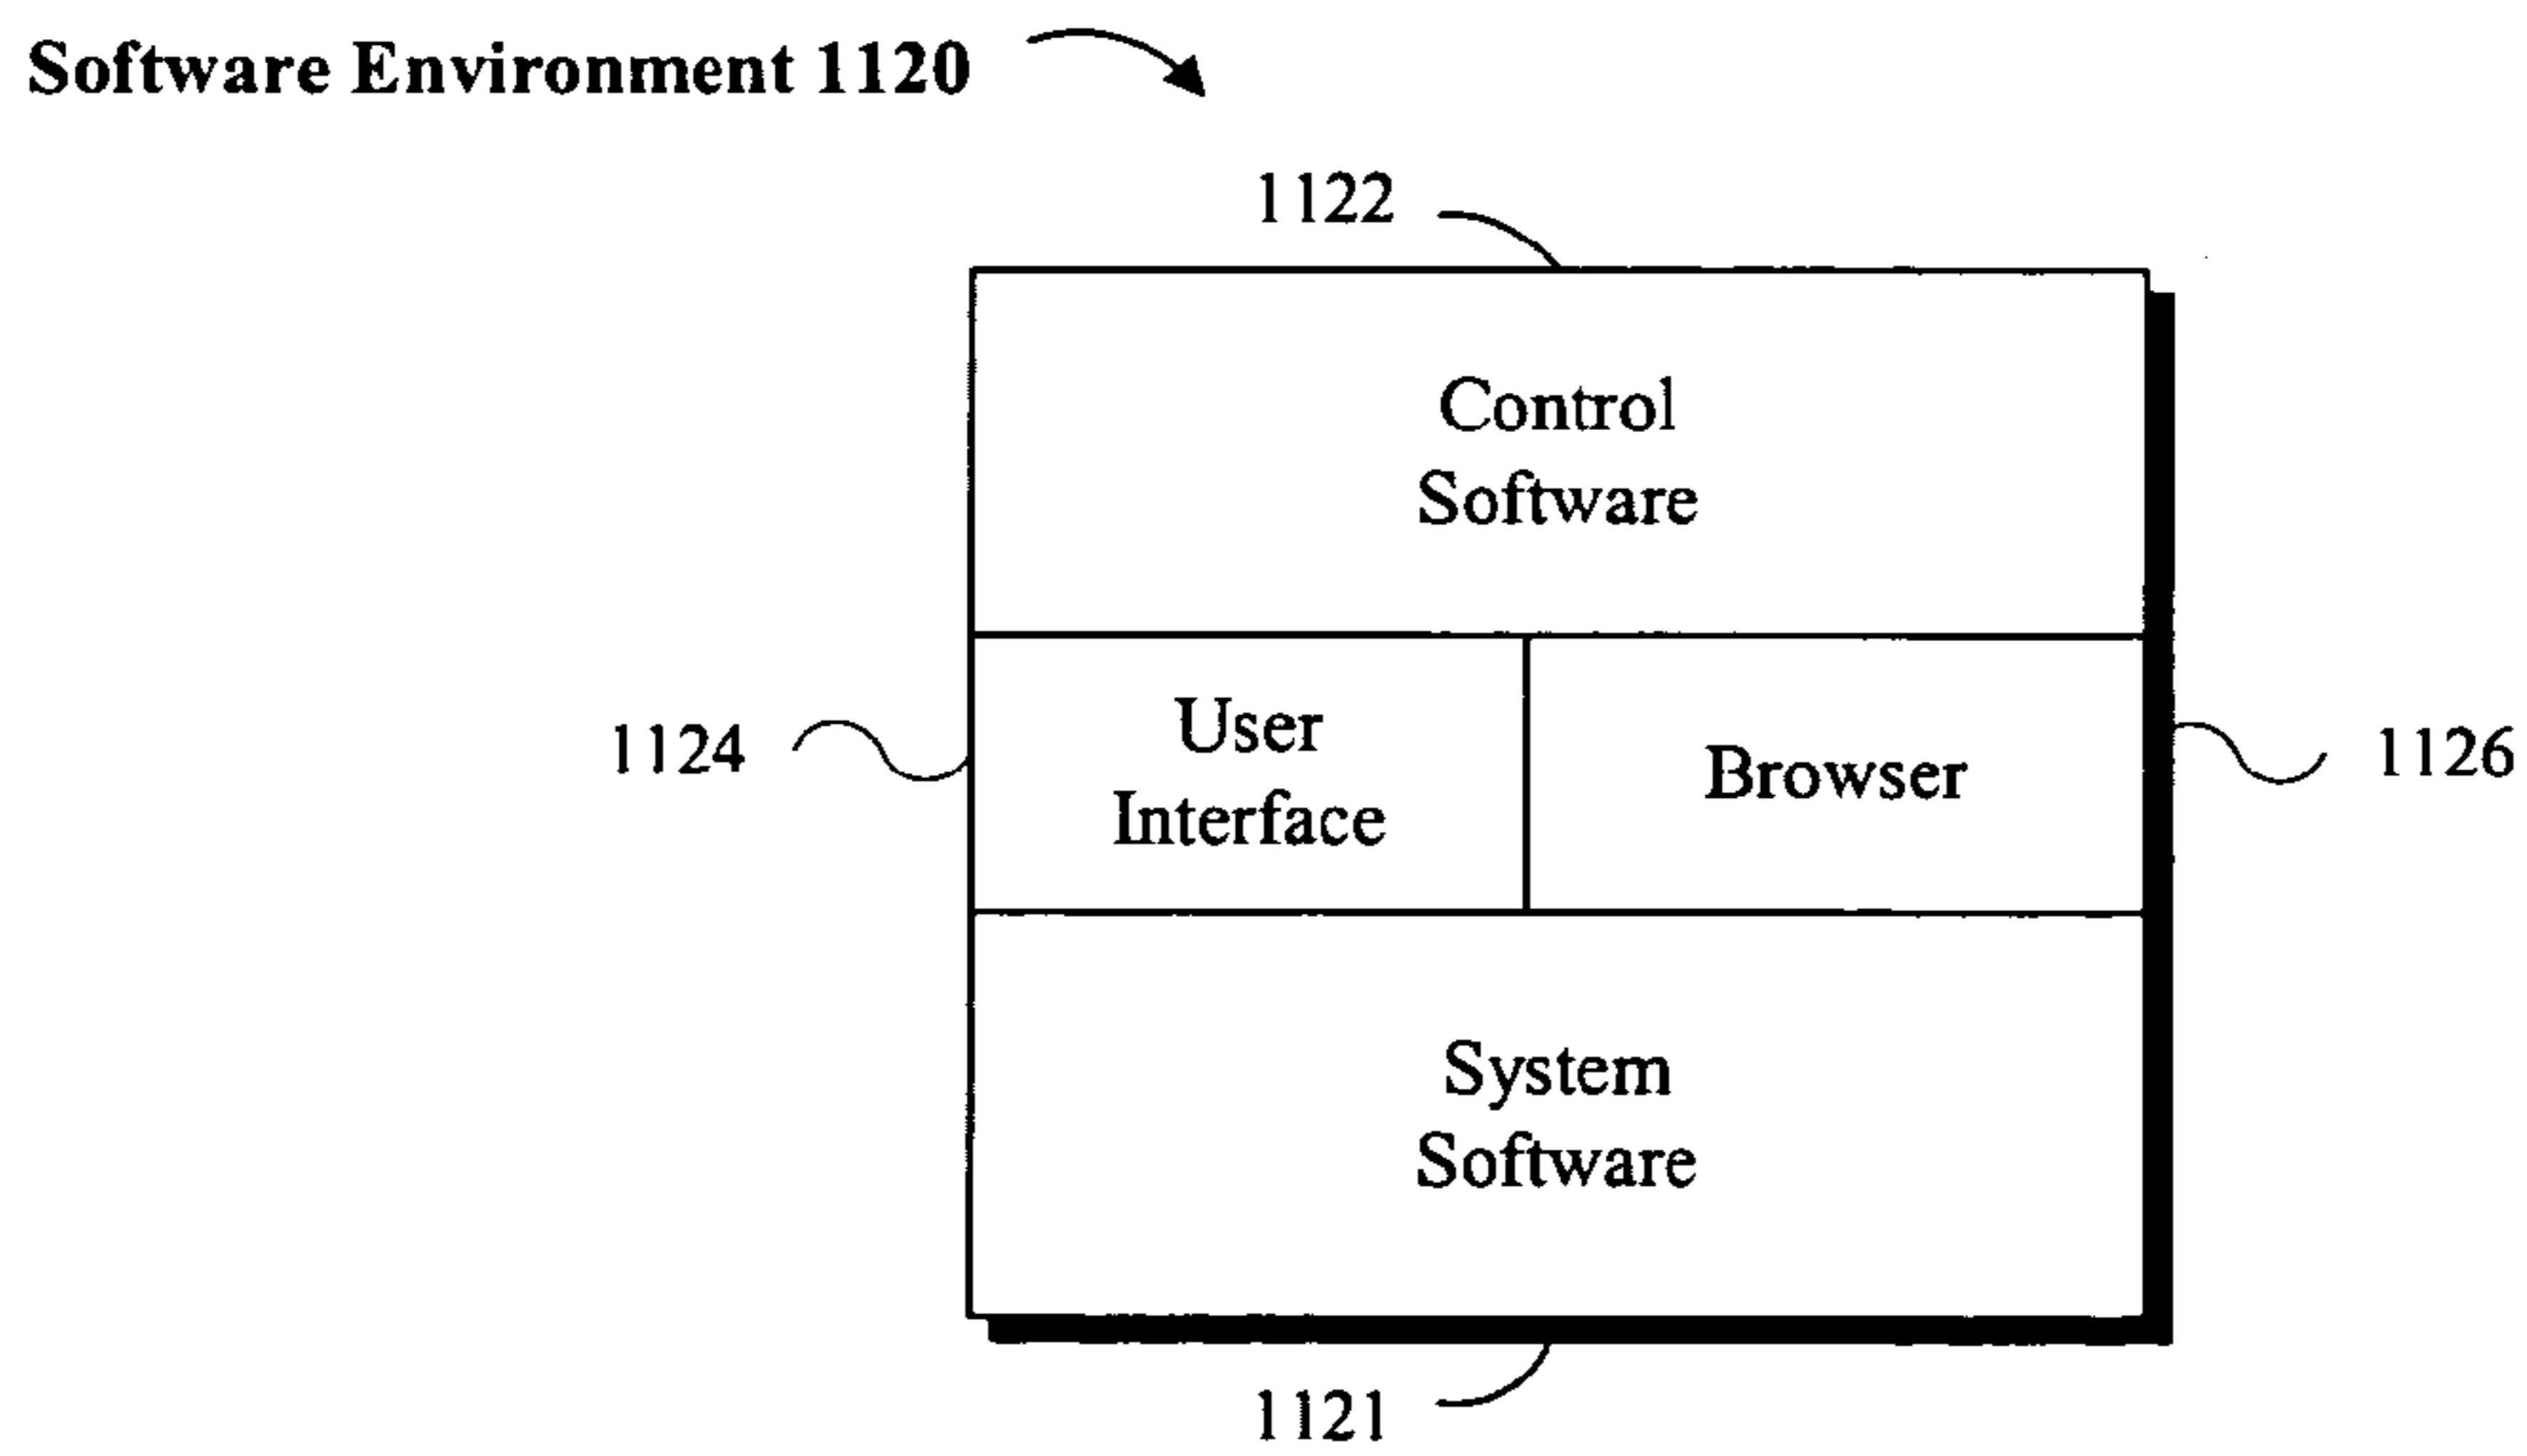 Software Environment 1120
1122
Control
Software
1124
User
Interface
Browser
1126
System
Software
1121